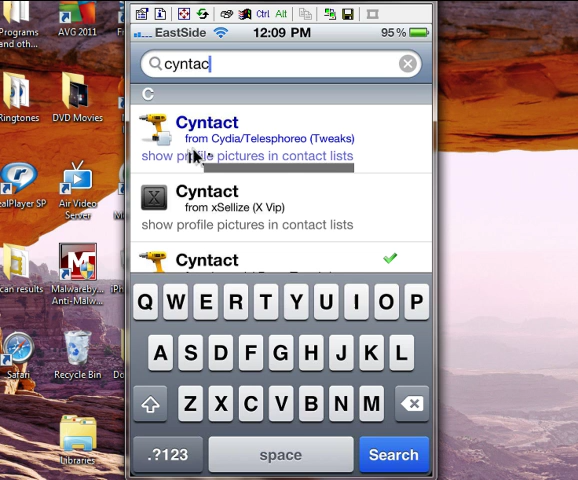 Programs
and oth...
AVG 2011
Ringtones
DVD Movies
RealPlayer SP
Air Video
Server
scan results
Malwareby...
Anti-Malw...
Recycle Bin
Safari
Libraries
Ctrl Alt
EastSide
12:09 PM
95%
cyntac
C
Cyntact
from Cydia/Telesphoreo (Tweaks)
show profile pictures in contact lists
Cyntact
from xSellize (X Vip)
show profile pictures in contact lists
Cyntact
Q W E R T Y U I O P
A S D F G H J K L
Z X C V B N M
.?123 space Search